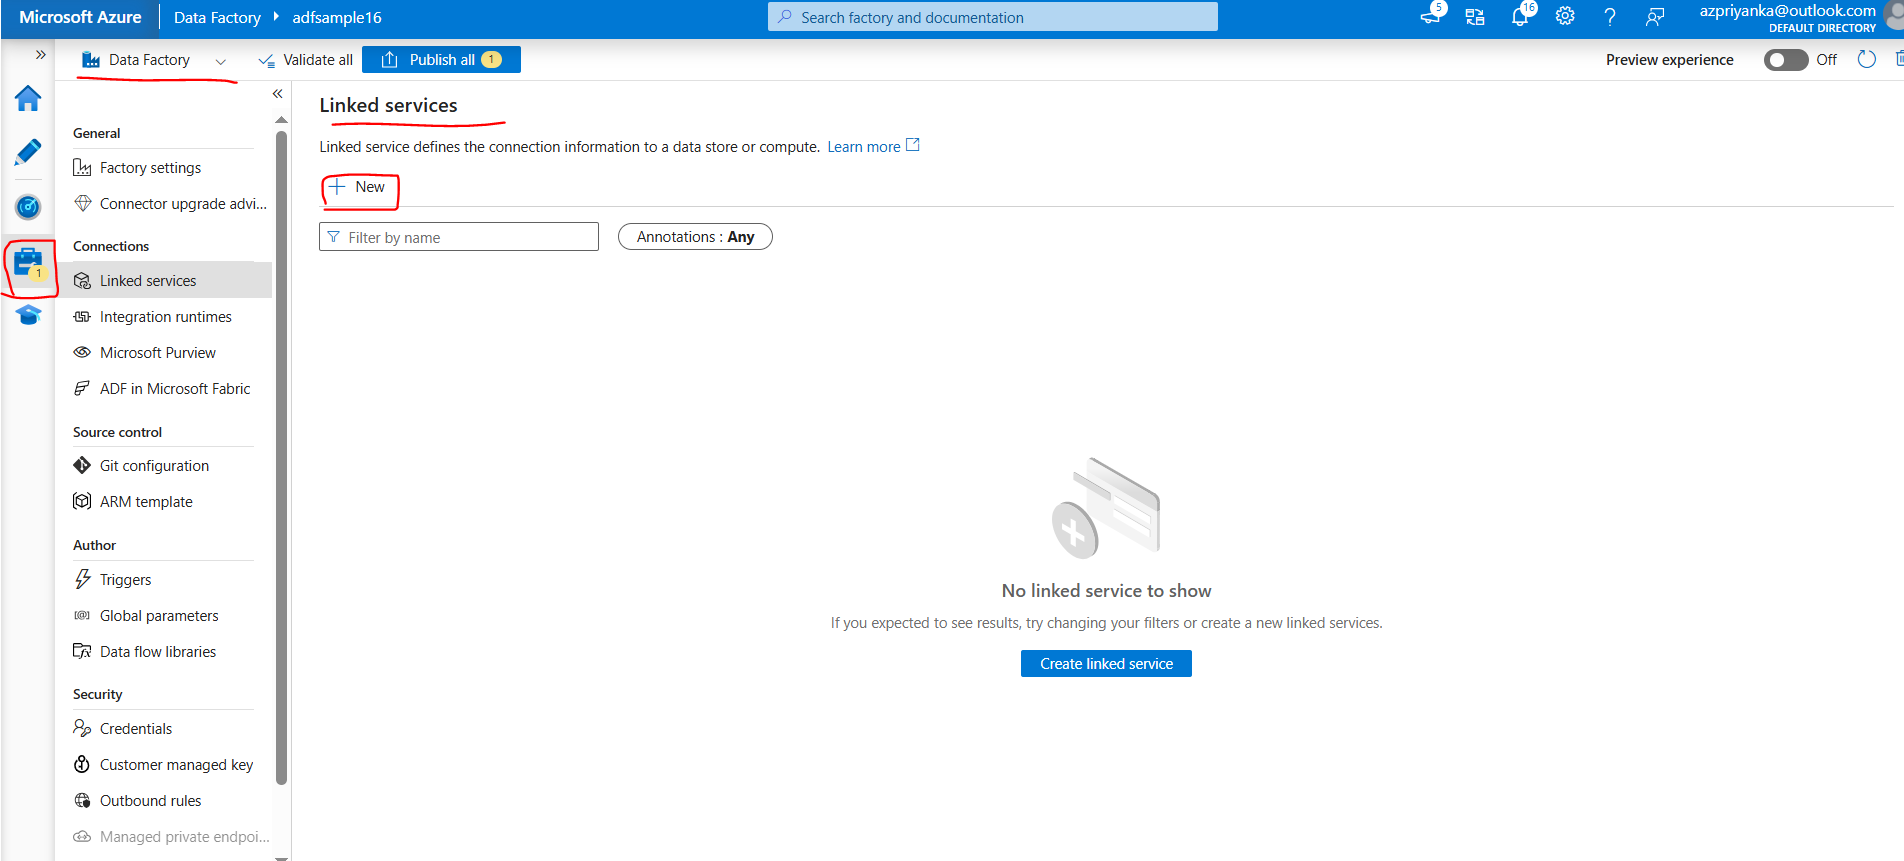 Microsoft Azure Data Factory adfsample16 Search factory and documentation 5 16 azpriyanka@outlook.com
DEFAULT DIRECTORY
Data Factory Validate all Publish all 1 Preview experience Off
General
Factory settings
Connector upgrade advi...
Connections
1
Linked services
Integration runtimes
Microsoft Purview
ADF in Microsoft Fabric
Source control
Git configuration
ARM template
Author
Triggers
Global parameters
Data flow libraries
Security
Credentials
Customer managed key
Outbound rules
Managed private endpoi...
Linked services
Linked service defines the connection information to a data store or compute. Learn more
New
Filter by name Annotations : Any
No linked service to show
If you expected to see results, try changing your filters or create a new linked services.
Create linked service